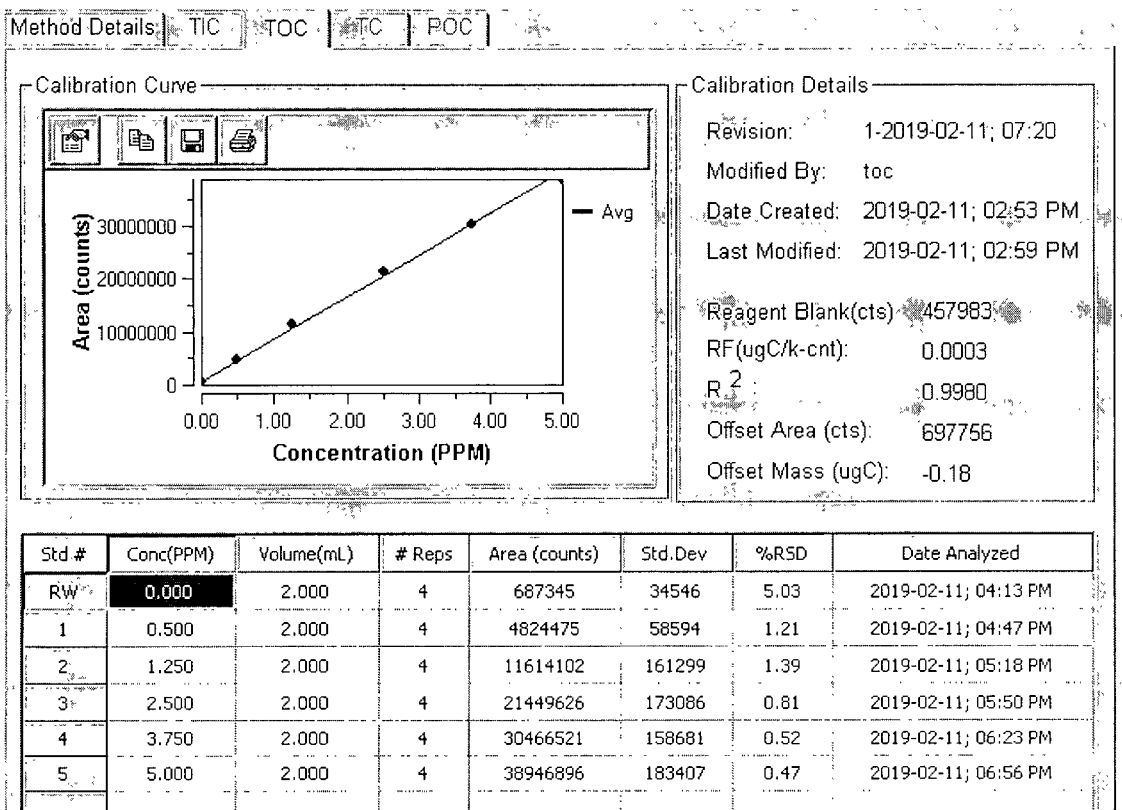 Method Details TIC TOC TC POC
Calibration Curve
30000000
20000000
10000000
0
Area (counts)
0.00 1.00 2.00 3.00 4.00 5.00
Concentration (PPM)
Avg
Calibration Details
Revision: 1-2019-02-11; 07:20
Modified By: toc
Date Created: 2019-02-11; 02:53 PM
Last Modified: 2019-02-11; 02:59 PM
Reagent Blank(cts) 457983
RF(ugC/k-cnt): 0.0003
R 2 : 0.9980
Offset Area (cts): 697756
Offset Mass (ugC): -0.18
Std # Conc(PPM) Volume(mL) # Reps Area (counts) Std.Dev %RSD Date Analyzed
RW 0.000 2.000 4 687345 34546 5.03 2019-02-11; 04:13 PM
1 0.500 2.000 4 4824475 58594 1.21 2019-02-11; 04:47 PM
2 1.250 2.000 4 11614102 161299 1.39 2019-02-11; 05:18 PM
3 2.500 2.000 4 21449626 173086 0.81 2019-02-11; 05:50 PM
4 3.750 2.000 4 30466521 158681 0.52 2019-02-11; 06:23 PM
5 5.000 2.000 4 38946896 183407 0.47 2019-02-11; 06:56 PM